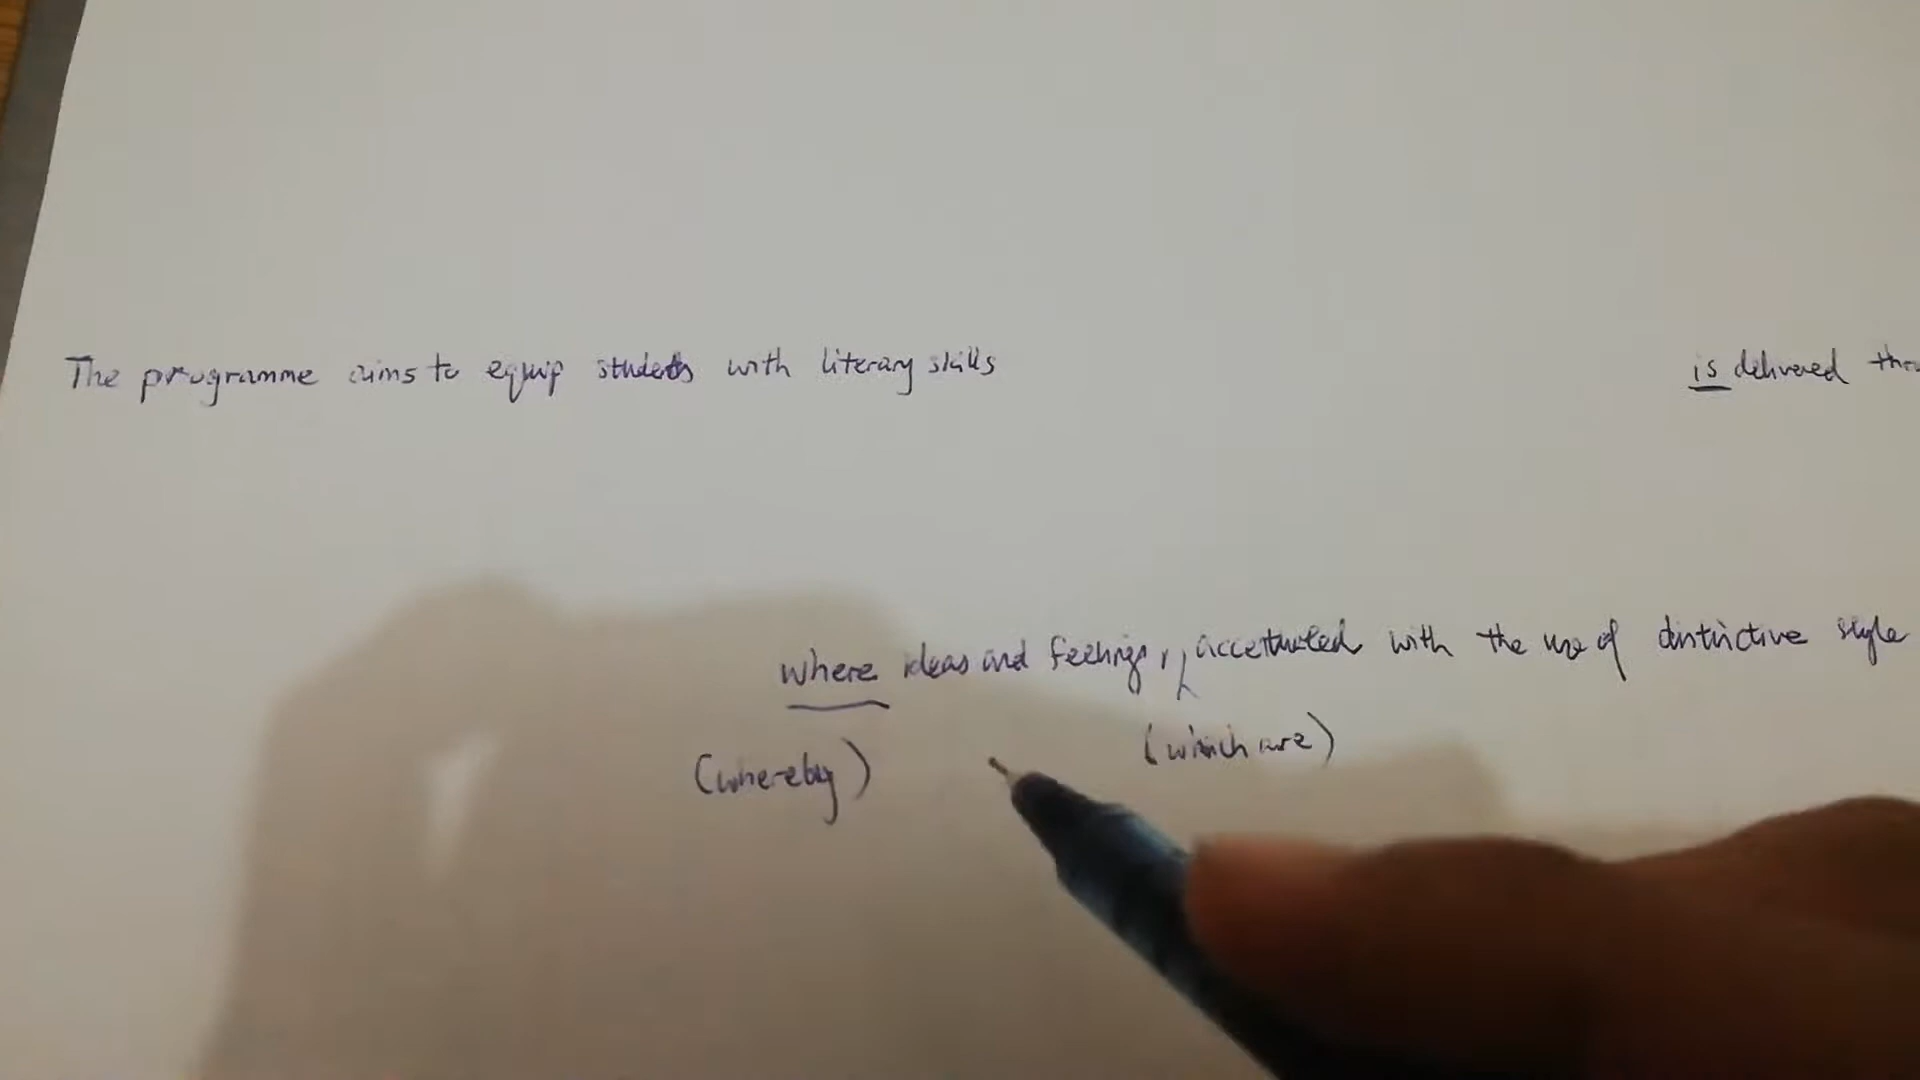 The programme aims to equip students with literary skills is delivered
where ideas and feelings, accentuated with the use of distinctive style
(whereby) (which are)